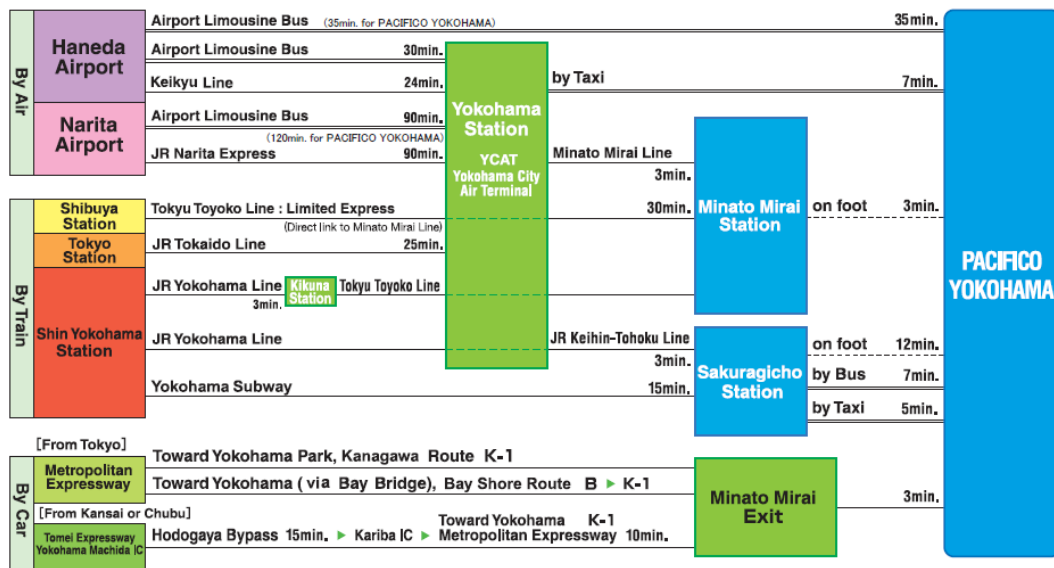 By Air
Haneda
Airport
Airport Limousine Bus (35min. for PACIFICO YOKOHAMA) 35min.
Airport Limousine Bus 30min.
Keikyu Line 24min.
by Taxi 7min.
Narita
Airport
Airport Limousine Bus 90min.
(120min. for PACIFICO YOKOHAMA)
JR Narita Express 90min.
Yokohama
Station
YCAT
Yokohama City
Air Terminal
Minato Mirai Line
3min.
By Train
Shibuya
Station
Tokyu Toyoko Line : Limited Express 30min.
(Direct link to Minato Mirai Line)
Tokyo
Station
JR Tokaido Line 25min.
Minato Mirai
Station
on foot 3min.
Shin Yokohama
Station
JR Yokohama Line
3min.
Kikuna
Station
Tokyu Toyoko Line
JR Yokohama Line
JR Keihin-Tohoku Line
3min.
Yokohama Subway 15min.
Sakuragicho
Station
on foot 12min.
by Bus 7min.
by Taxi 5min.
PACIFICO
YOKOHAMA
By Car
[From Tokyo]
Metropolitan
Expressway
Toward Yokohama Park, Kanagawa Route K-1
Toward Yokohama (via Bay Bridge), Bay Shore Route B ▶ K-1
[From Kansai or Chubu]
Tomei Expressway
Yokohama Machida IC
Hodogaya Bypass 15min. ▶ Kariba IC ▶
Toward Yokohama K-1
Metropolitan Expressway 10min.
Minato Mirai
Exit
3min.